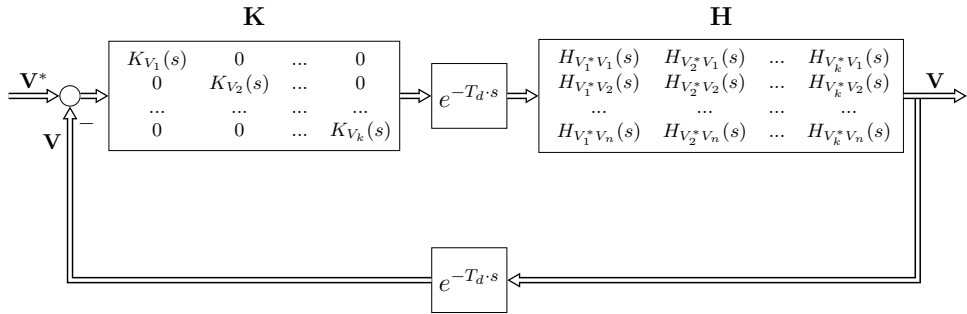 K H
K_{V_1}(s) 0 ... 0
0 K_{V_2}(s) ... 0
... ... ... ...
0 0 ... K_{V_k}(s)
V*
−
V
e^{-T_d·s}
H_{V_1^*V_1}(s) H_{V_2^*V_1}(s) ... H_{V_k^*V_1}(s)
H_{V_1^*V_2}(s) H_{V_2^*V_2}(s) ... H_{V_k^*V_2}(s)
... ... ... ...
H_{V_1^*V_n}(s) H_{V_2^*V_n}(s) ... H_{V_k^*V_n}(s)
V
e^{-T_d·s}